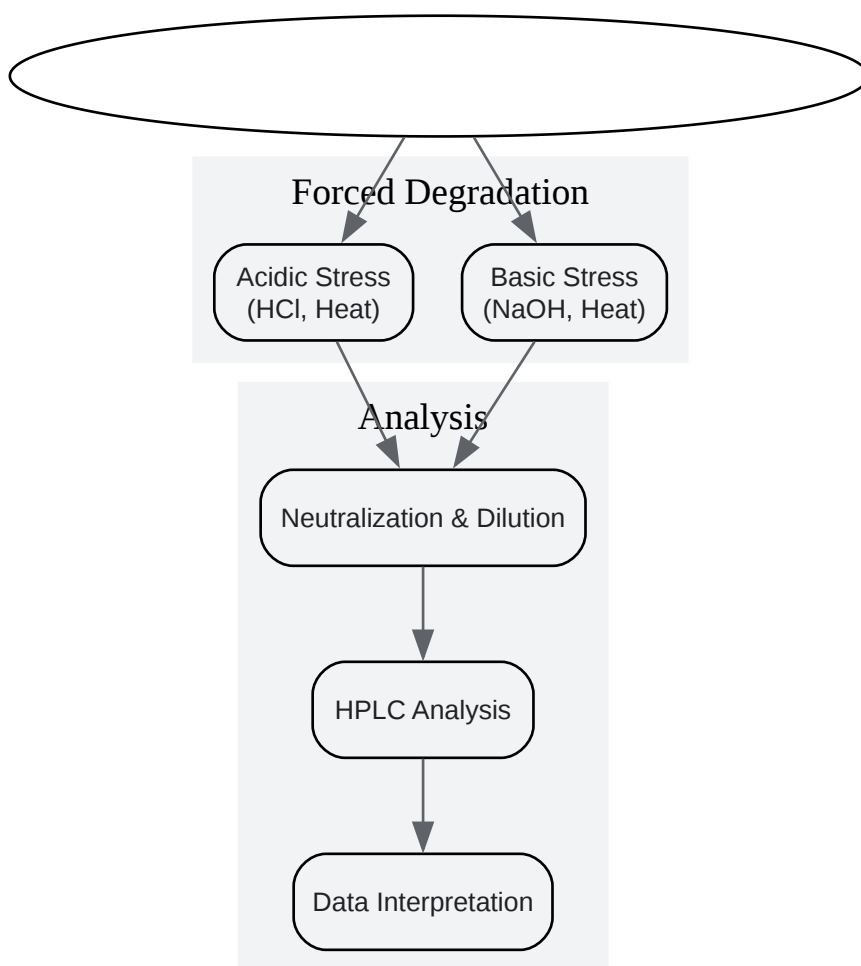 Forced Degradation
Acidic Stress
(HCl, Heat)
Basic Stress
(NaOH, Heat)
Analysis
Neutralization & Dilution
HPLC Analysis
Data Interpretation